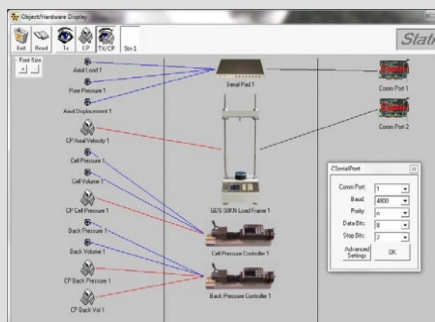 Object/Hardware Display
Exit Read Tx CP TX/CP Stn 1
Static
Font Size
+ -
Axial Load 1
Pore Pressure 1
Axial Displacement 1
CP Axial Velocity 1
Cell Pressure 1
Cell Volume 1
CP Cell Pressure 1
Back Pressure 1
Back Volume 1
CP Back Pressure 1
CP Back Vol 1
Serial Pad 1
GDS 50KN Load Frame 1
Cell Pressure Controller 1
Back Pressure Controller 1
Comm Port 1
Comm Port 2
CSerialPort
Comm Port: 1
Baud: 4800
Parity: n
Data Bits: 8
Stop Bits: 2
Advanced
Settings
OK